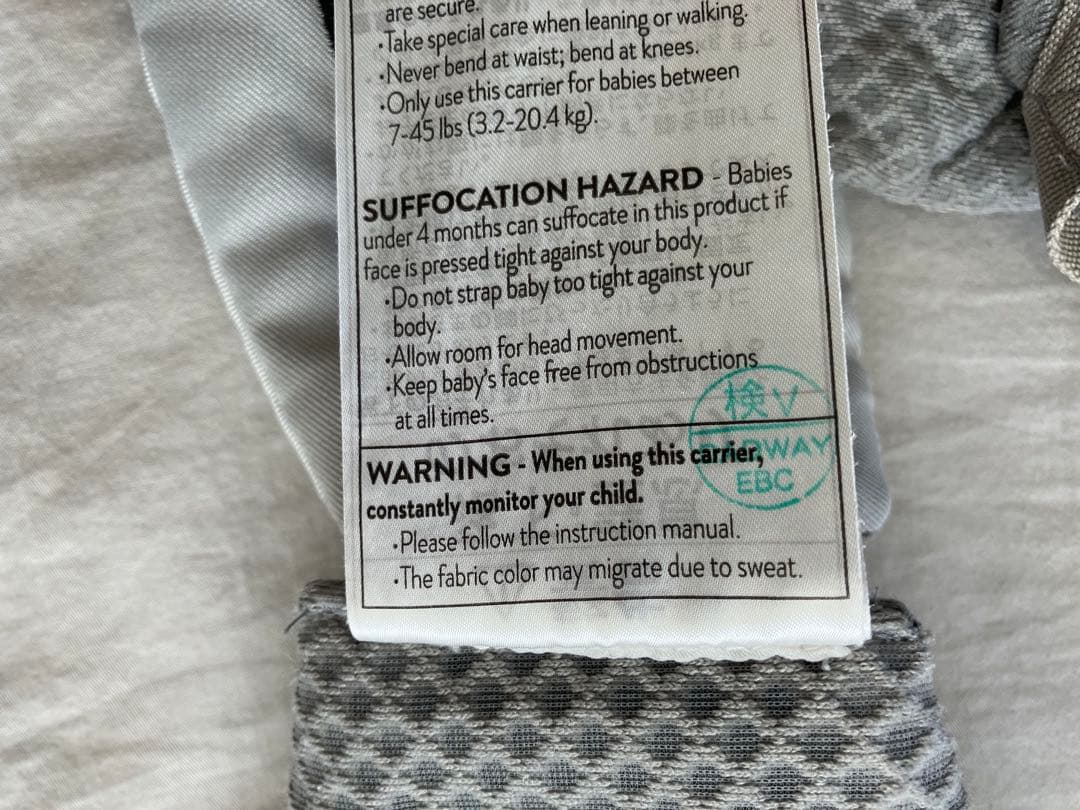 are secure.
•Take special care when leaning or walking.
•Never bend at waist; bend at knees.
•Only use this carrier for babies between
7-45 lbs (3.2-20.4 kg).
SUFFOCATION HAZARD - Babies
under 4 months can suffocate in this product if
face is pressed tight against your body.
•Do not strap baby too tight against your
body.
•Allow room for head movement.
•Keep baby's face free from obstructions
at all times.
検 V
WARNING - When using this carrier,
constantly monitor your child.
EBC
•Please follow the instruction manual.
•The fabric color may migrate due to sweat.